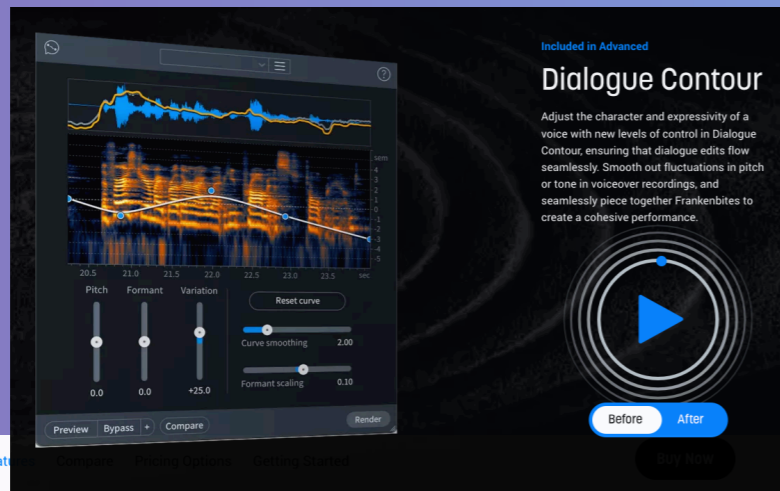 Included in Advanced
Dialogue Contour
Adjust the character and expressivity of a
voice with new levels of control in Dialogue
Contour, ensuring that dialogue edits flow
seamlessly. Smooth out fluctuations in pitch
or tone in voiceover recordings, and
seamlessly piece together Frankenbites to
create a cohesive performance.
?
sem
4
3
2
1
0
-1
-2
-3
-4
-5
20.5 21.0 21.5 22.0 22.5 23.0 23.5 sec
Pitch Formant Variation
Reset curve
Curve smoothing 2.00
Formant scaling 0.10
0.0 0.0 +25.0
Preview Bypass + Compare Render
Before After
Compare Pricing Options Getting Started
Buy Now